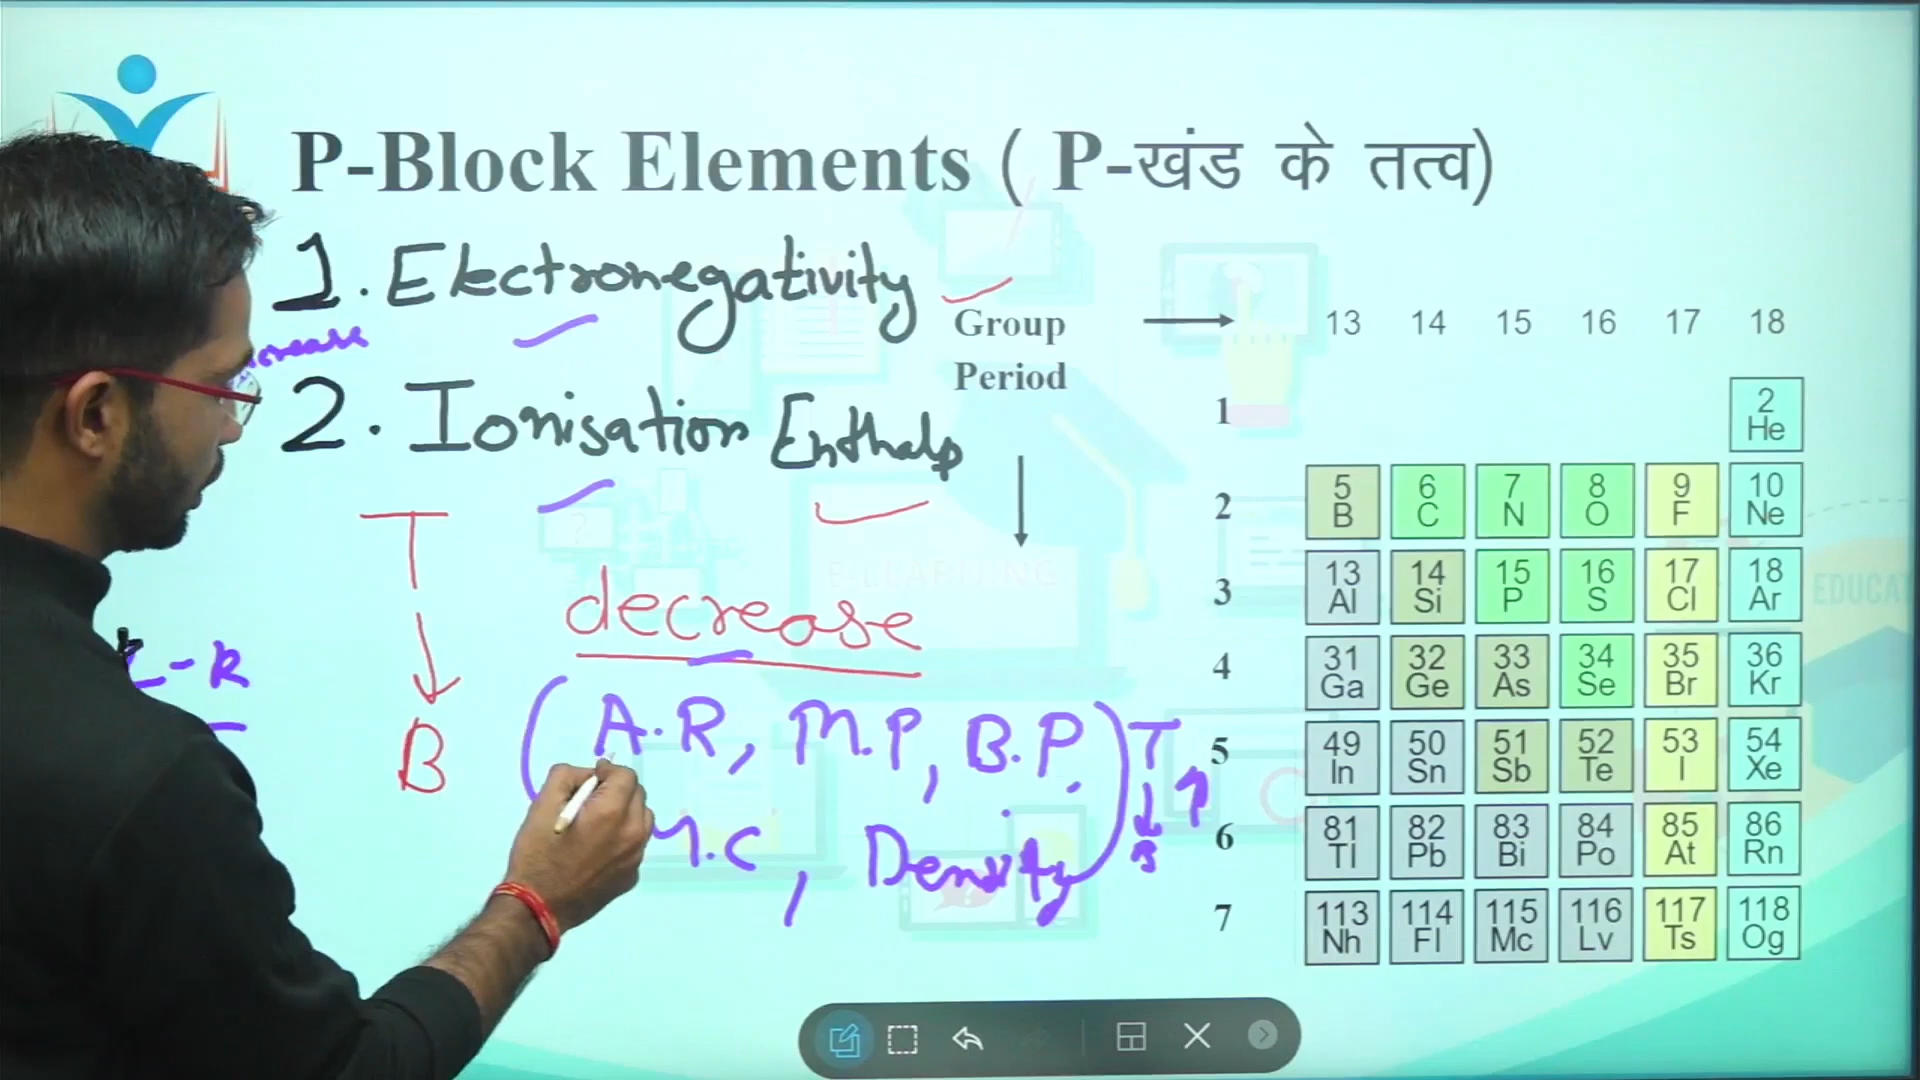 P-Block Elements ( P-खंड के तत्व)
1. Electronegativity
2. Ionisation Enthalp
T
decrease
B
L-R
(A.R, M.P, B.P.
M.C, Density)
T
B
Group
Period
13 14 15 16 17 18
1
2
He
2
5 6 7 8 9 10
B C N O F Ne
3
13 14 15 16 17 18
Al Si P S Cl Ar
4
31 32 33 34 35 36
Ga Ge As Se Br Kr
5
49 50 51 52 53 54
In Sn Sb Te I Xe
6
81 82 83 84 85 86
Tl Pb Bi Po At Rn
7
113 114 115 116 117 118
Nh Fl Mc Lv Ts Og
E-LEARNING
EDUCAT